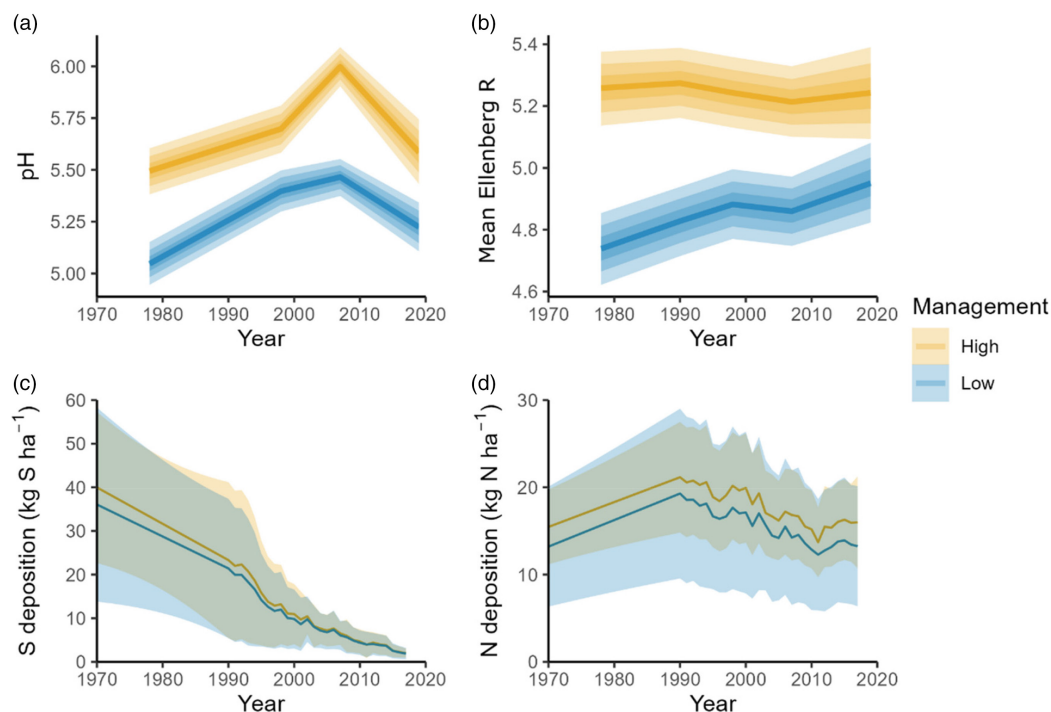 (a)
pH
6.00
5.75
5.50
5.25
5.00
1970 1980 1990 2000 2010 2020
Year
(b)
Mean Ellenberg R
5.4
5.2
5.0
4.8
4.6
1970 1980 1990 2000 2010 2020
Year
Management
High
Low
(c)
S deposition (kg S ha⁻¹)
60
50
40
30
20
10
0
1970 1980 1990 2000 2010 2020
Year
(d)
N deposition (kg N ha⁻¹)
30
20
10
0
1970 1980 1990 2000 2010 2020
Year